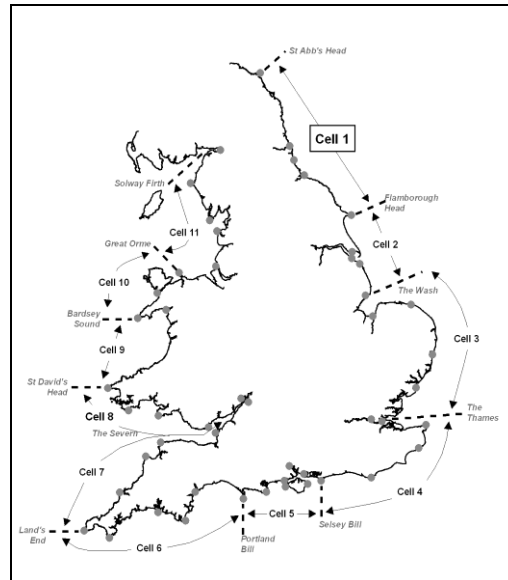 St Abb's Head
Cell 1
Solway Firth
Flamborough
Head
Cell 11
Great Orme
Cell 2
Cell 10
The Wash
Bardsey
Sound
Cell 3
Cell 9
St David's
Head
Cell 8
The
Thames
The Severn
Cell 7
Cell 4
Cell 5
Selsey Bill
Land's
End
Cell 6
Portland
Bill